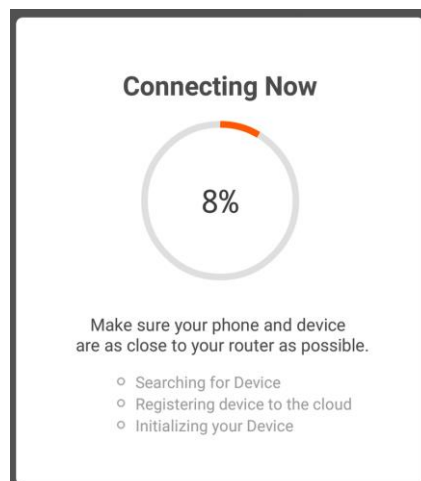 Connecting Now
8%
Make sure your phone and device
are as close to your router as possible.
Searching for Device
Registering device to the cloud
Initializing your Device